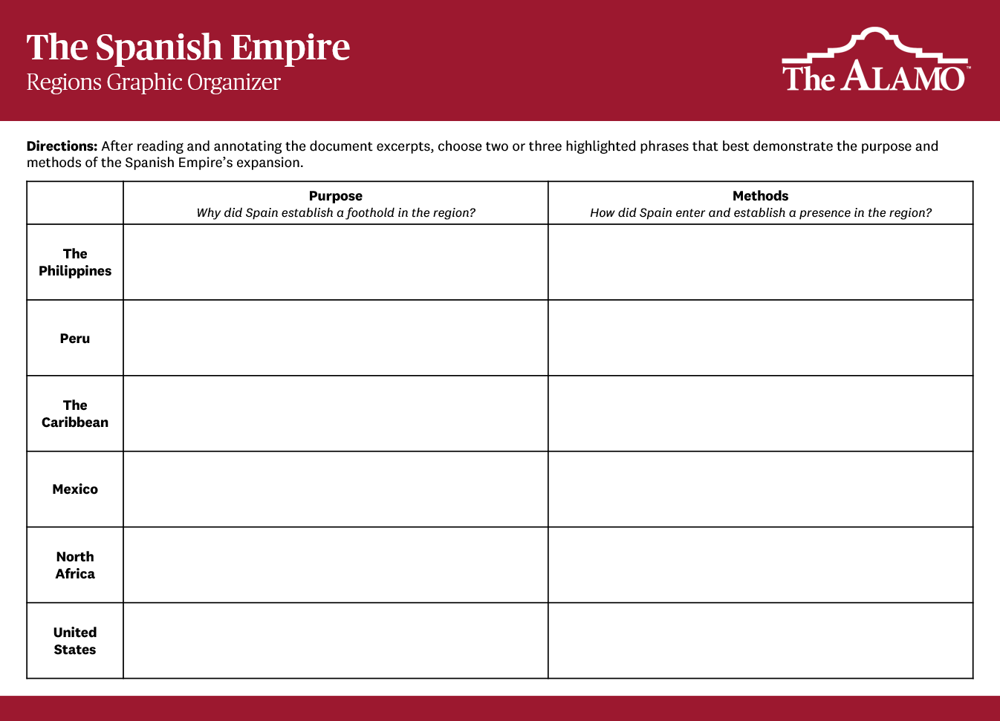 The Spanish Empire
Regions Graphic Organizer
The ALAMO™
Directions: After reading and annotating the document excerpts, choose two or three highlighted phrases that best demonstrate the purpose and
methods of the Spanish Empire’s expansion.
Purpose
Why did Spain establish a foothold in the region?
Methods
How did Spain enter and establish a presence in the region?
The
Philippines
Peru
The
Caribbean
Mexico
North
Africa
United
States